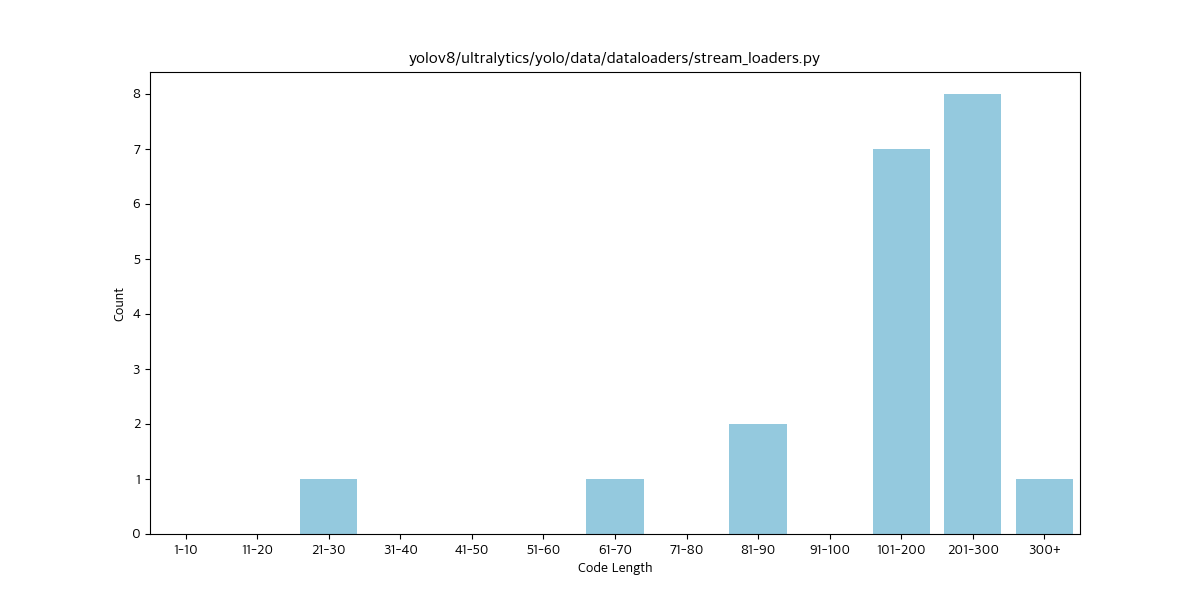 yolov8/ultralytics/yolo/data/dataloaders/stream_loaders.py
8
7
6
5
4
3
2
1
0
Count
1-10 11-20 21-30 31-40 41-50 51-60 61-70 71-80 81-90 91-100 101-200 201-300 300+
Code Length